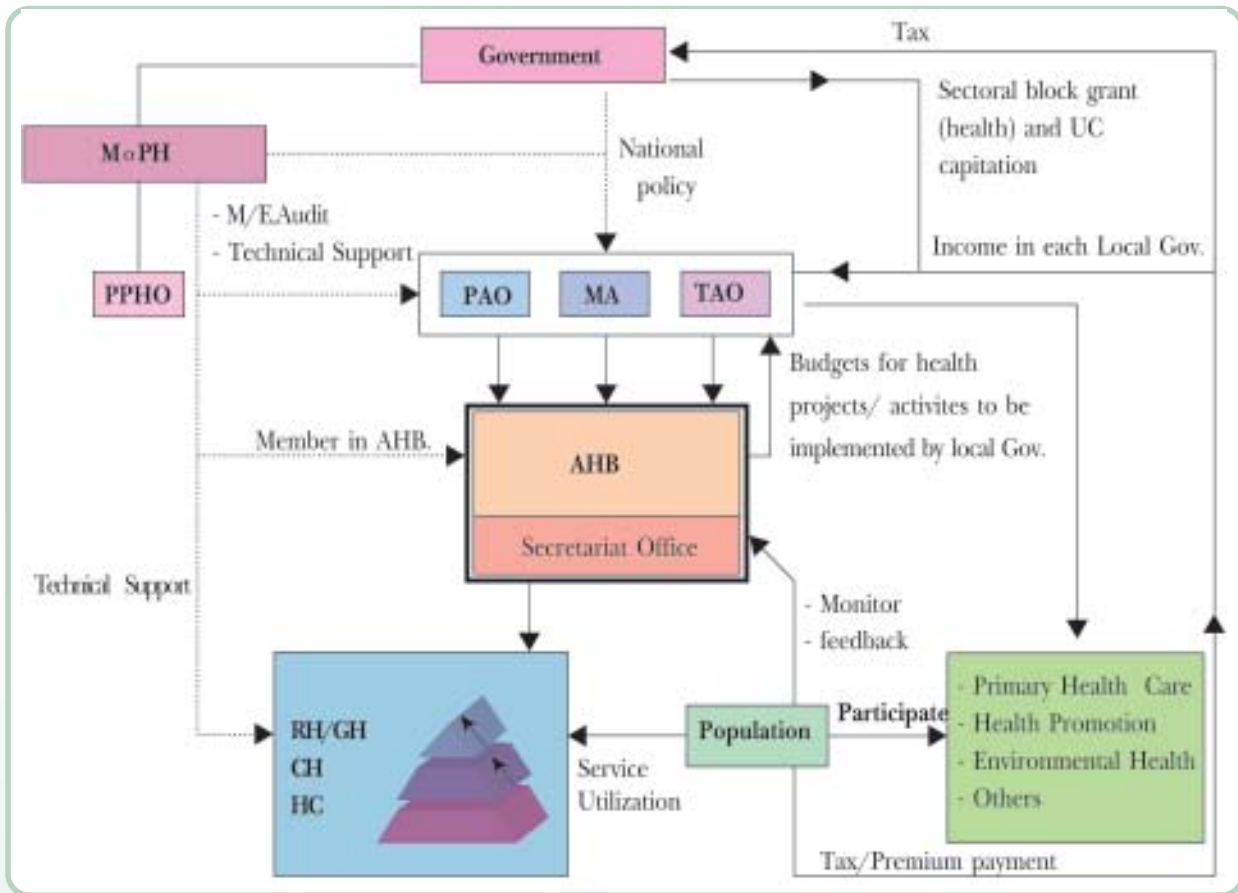 Tax
Government
Sectoral block grant
(health) and UC
capitation
MoPH
National
policy
- M/E.Audit
- Technical Support
Income in each Local Gov.
PPHO
PAO
MA
TAO
Budgets for health
projects/ activites to be
implemented by local Gov.
Member in AHB.
AHB
Secretariat Office
Technical Support
- Monitor
- feedback
RH/GH
CH
HC
Service
Utilization
Population
Participate
- Primary Health Care
- Health Promotion
- Environmental Health
- Others
Tax/Premium payment